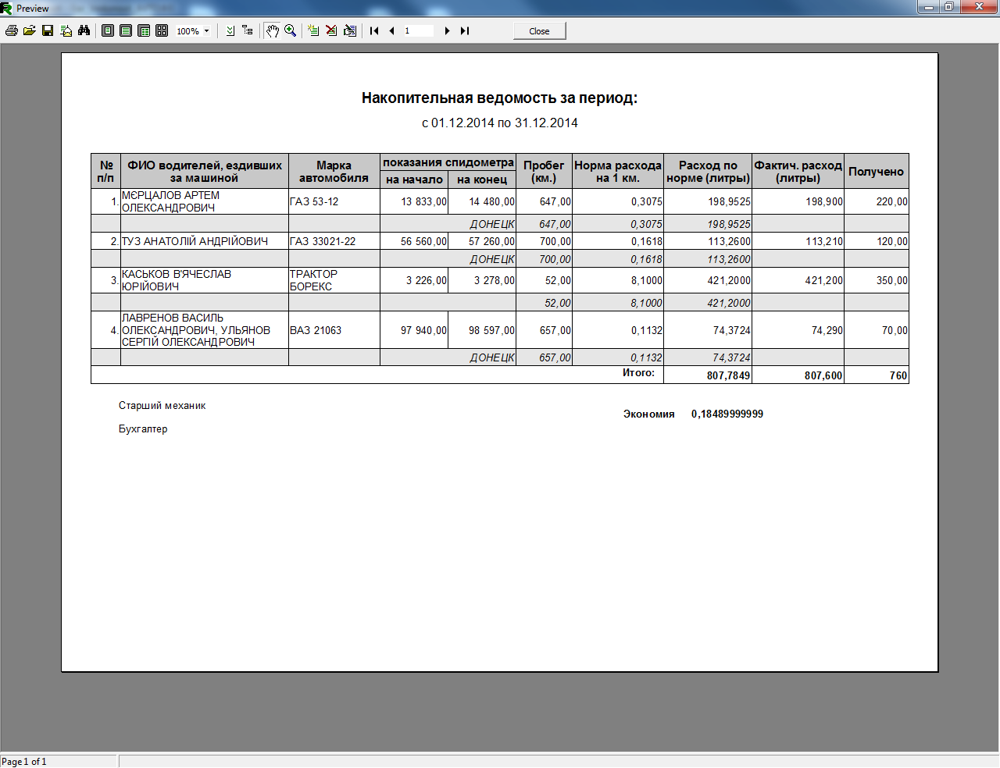 Preview
100%
1
Close
Накопительная ведомость за период:
с 01.12.2014 по 31.12.2014
№ п/п ФИО водителей, ездивших за машиной Марка автомобиля показания спидометра на начало на конец Пробег (км.) Норма расхода на 1 км. Расход по норме (литры) Фактич. расход (литры) Получено
1. МЄРЦАЛОВ АРТЕМ ОЛЕКСАНДРОВИЧ ГАЗ 53-12 13 833,00 14 480,00 647,00 0,3075 198,9525 198,900 220,00
ДОНЕЦК 647,00 0,3075 198,9525
2. ТУЗ АНАТОЛІЙ АНДРІЙОВИЧ ГАЗ 33021-22 56 560,00 57 260,00 700,00 0,1618 113,2600 113,210 120,00
ДОНЕЦК 700,00 0,1618 113,2600
3. КАСЬКОВ В'ЯЧЕСЛАВ ЮРІЙОВИЧ ТРАКТОР БОРЕКС 3 226,00 3 278,00 52,00 8,1000 421,2000 421,200 350,00
52,00 8,1000 421,2000
4. ЛАВРЕНОВ ВАСИЛЬ ОЛЕКСАНДРОВИЧ, УЛЬЯНОВ СЕРГІЙ ОЛЕКСАНДРОВИЧ ВАЗ 21063 97 940,00 98 597,00 657,00 0,1132 74,3724 74,290 70,00
ДОНЕЦК 657,00 0,1132 74,3724
Итого: 807,7849 807,600 760
Старший механик
Экономия 0,18489999999
Бухгалтер
Page 1 of 1